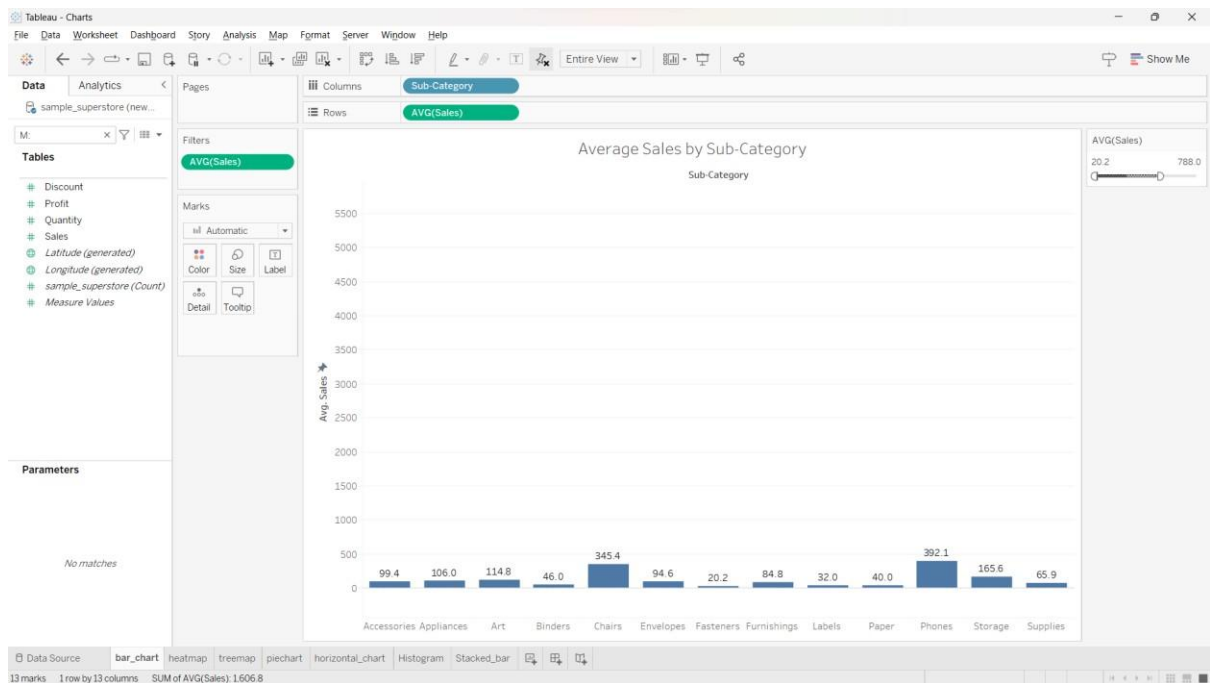 Tableau - Charts
File Data Worksheet Dashboard Story Analysis Map Format Server Window Help
Entire View
Show Me
Data Analytics
Pages
Columns Sub-Category
sample_superstore (new...
Rows AVG(Sales)
M:
Filters
AVG(Sales)
Tables
Discount
Profit
Quantity
Sales
Latitude (generated)
Longitude (generated)
sample_superstore (Count)
Measure Values
Marks
Automatic
Color Size Label
Detail Tooltip
Parameters
No matches
Average Sales by Sub-Category
Sub-Category
Avg. Sales
5500
5000
4500
4000
3500
3000
2500
2000
1500
1000
500
0
99.4 106.0 114.8 46.0 345.4 94.6 20.2 84.8 32.0 40.0 392.1 165.6 65.9
Accessories Appliances Art Binders Chairs Envelopes Fasteners Furnishings Labels Paper Phones Storage Supplies
AVG(Sales)
20.2 788.0
Data Source bar_chart heatmap treemap piechart horizontal_chart Histogram Stacked_bar
13 marks 1 row by 13 columns SUM of AVG(Sales): 1.606.8